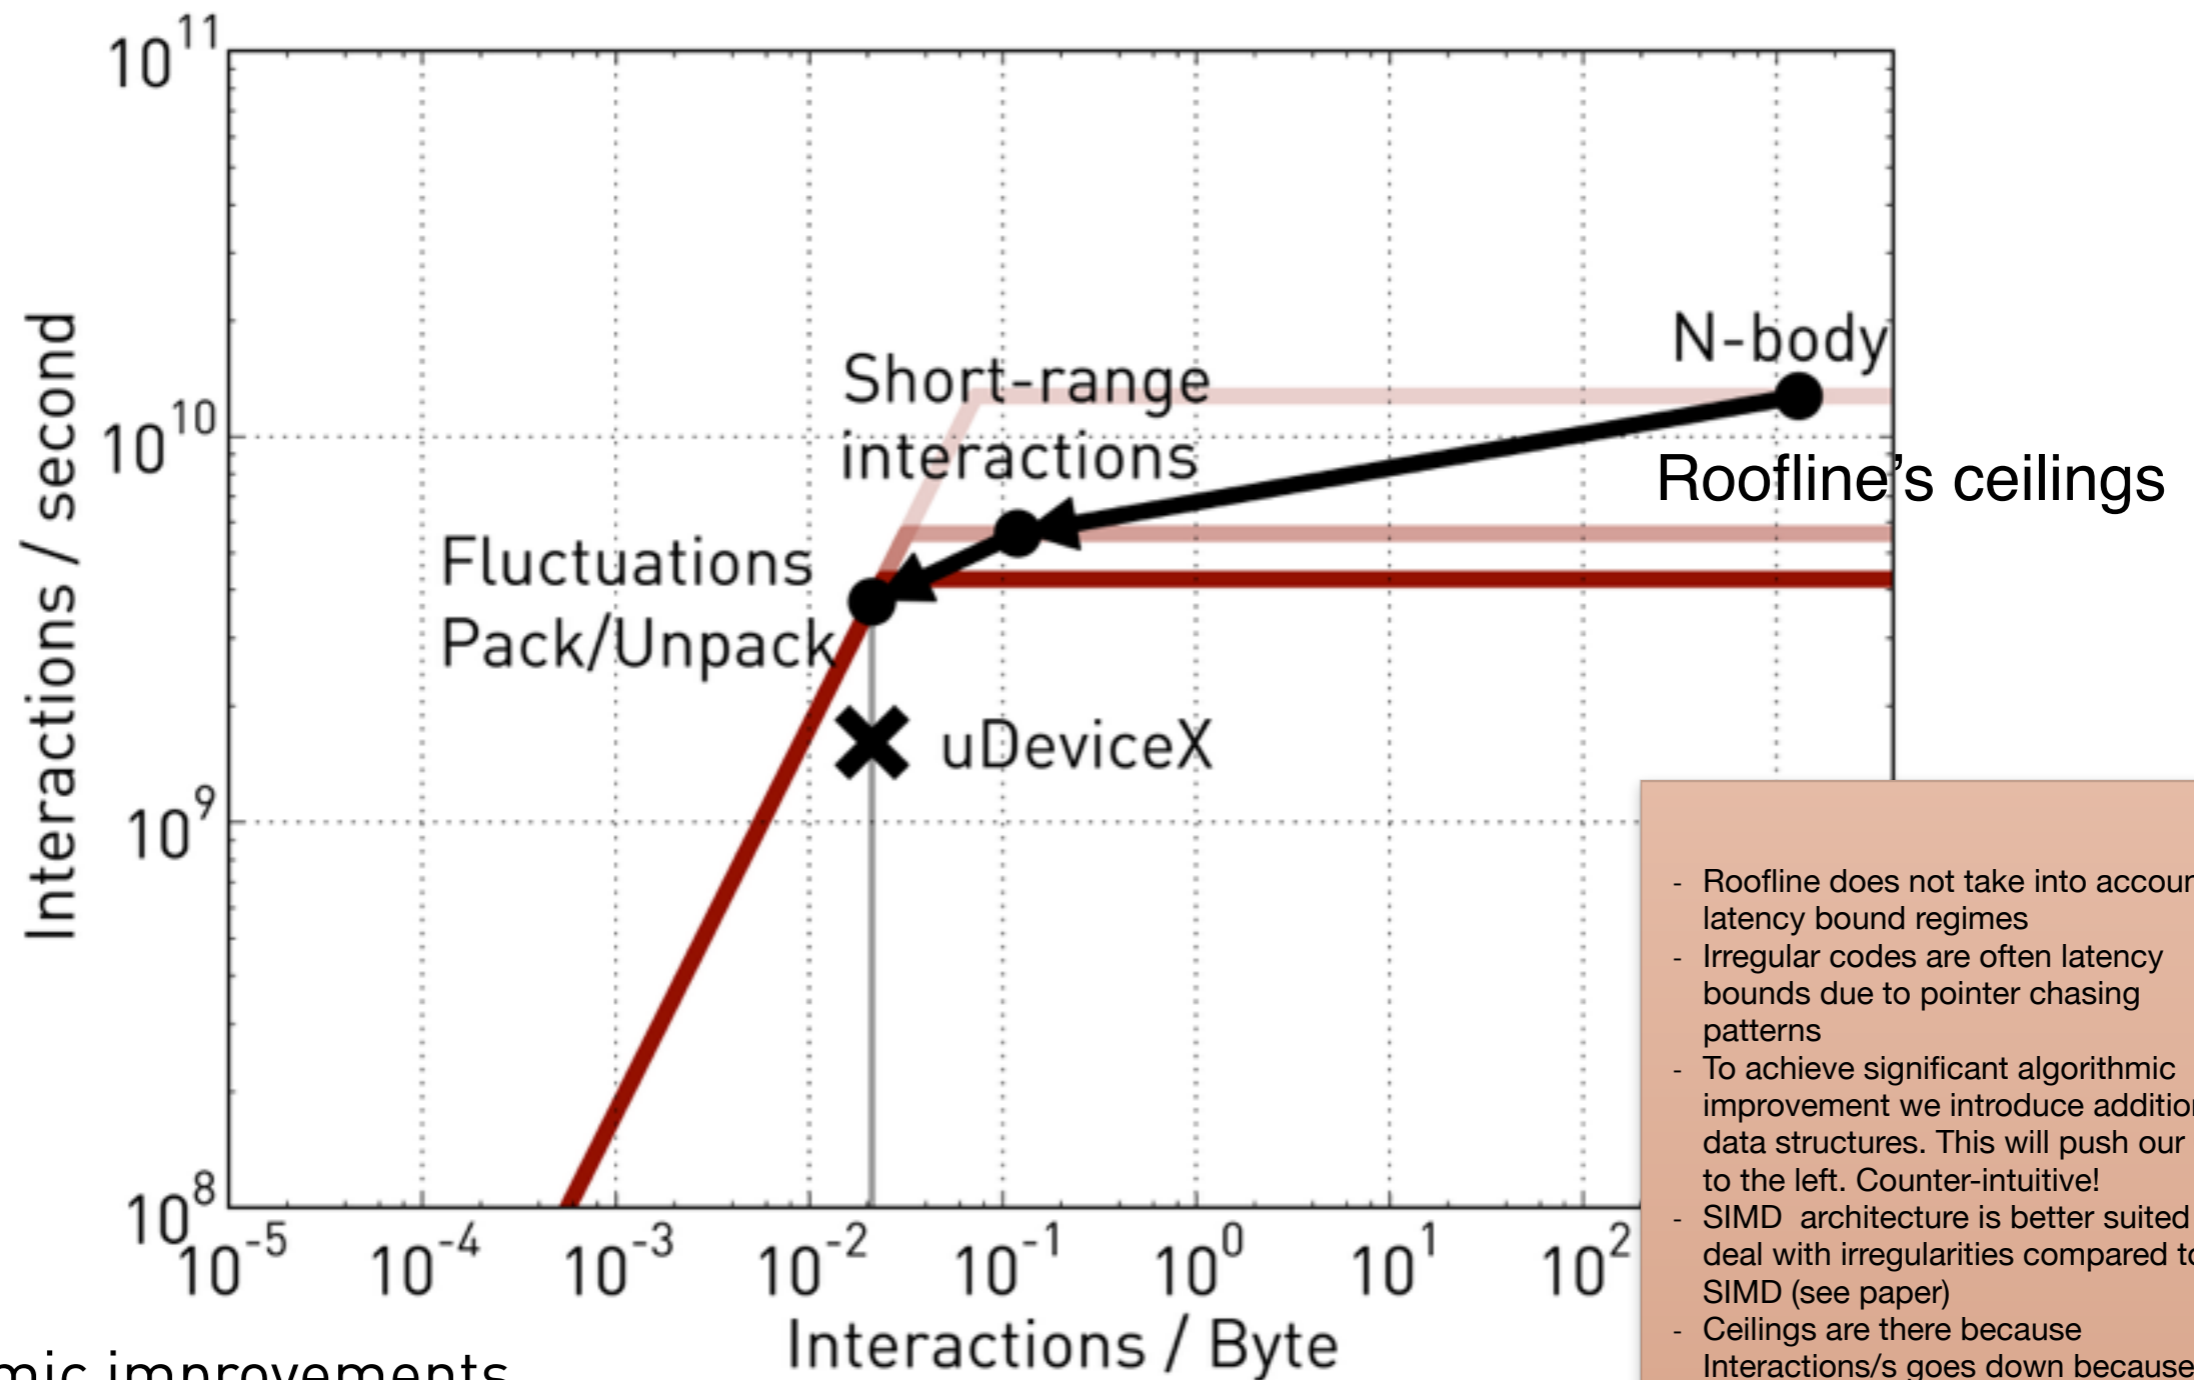 10^11
10^10
10^9
10^8
Interactions / second
N-body
Short-range
interactions
Roofline's ceilings
Fluctuations
Pack/Unpack
uDeviceX
10^-5 10^-4 10^-3 10^-2 10^-1 10^0 10^1 10^2
Interactions / Byte
improvements
- Roofline does not take into
latency bound regimes
- Irregular codes are often latency
bounds due to pointer chasing
patterns
- To achieve significant algorithmic
improvement we introduce
data structures. This will push our
to the left. Counter-intuitive!
- SIMD architecture is better suited
deal with irregularities compared
SIMD (see paper)
- Ceilings are there because
Interactions/s goes down because